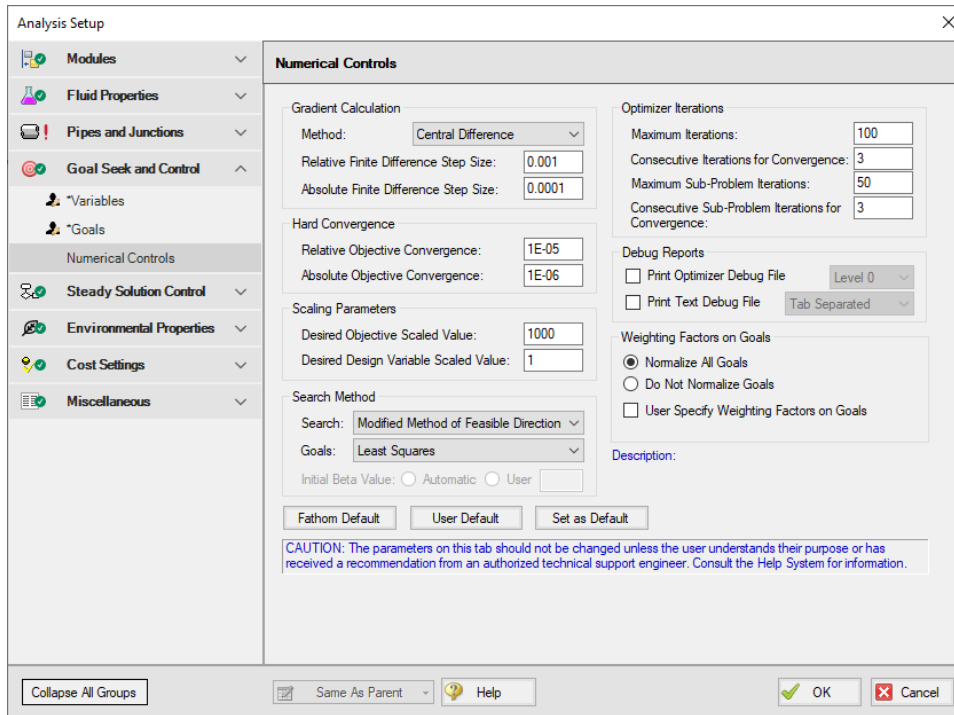 Analysis Setup
Modules
Fluid Properties
Pipes and Junctions
Goal Seek and Control
*Variables
*Goals
Numerical Controls
Steady Solution Control
Environmental Properties
Cost Settings
Miscellaneous
Numerical Controls
Gradient Calculation
Method: Central Difference
Relative Finite Difference Step Size: 0.001
Absolute Finite Difference Step Size: 0.0001
Hard Convergence
Relative Objective Convergence: 1E-05
Absolute Objective Convergence: 1E-06
Scaling Parameters
Desired Objective Scaled Value: 1000
Desired Design Variable Scaled Value: 1
Search Method
Search: Modified Method of Feasible Direction
Goals: Least Squares
Initial Beta Value: Automatic User
Optimizer Iterations
Maximum Iterations: 100
Consecutive Iterations for Convergence: 3
Maximum Sub-Problem Iterations: 50
Consecutive Sub-Problem Iterations for 3
Convergence:
Debug Reports
Print Optimizer Debug File Level 0
Print Text Debug File Tab Separated
Weighting Factors on Goals
Normalize All Goals
Do Not Normalize Goals
User Specify Weighting Factors on Goals
Description:
Fathom Default User Default Set as Default
CAUTION: The parameters on this tab should not be changed unless the user understands their purpose or has
received a recommendation from an authorized technical support engineer. Consult the Help System for information.
Collapse All Groups Same As Parent Help OK Cancel